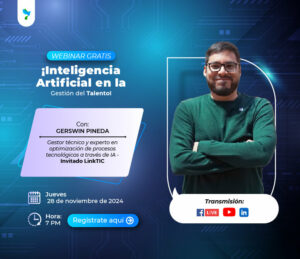 WEBINAR GRATIS
¡Inteligencia
Artificial en la
Gestión del Talento!
Con:
GERSWIN PINEDA
Gestor técnico y experto en
optimización de procesos
tecnológicos a través de IA -
Invitado LinkTIC
Jueves
28 de noviembre de 2024
Hora:
7 PM
Regístrate aquí
Transmisión:
LIVE